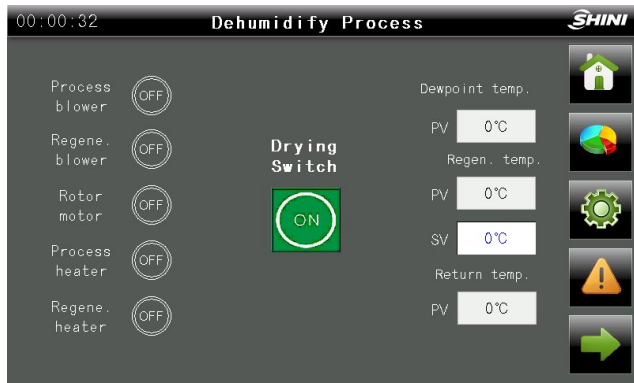 00:00:32
Dehumidify Process
SHINI
Process
blower
OFF
Regene.
blower
OFF
Rotor
motor
OFF
Process
heater
OFF
Regene.
heater
OFF
Drying
Switch
ON
Dewpoint temp.
PV 0℃
Regen. temp.
PV 0℃
SV 0℃
Return temp.
PV 0℃